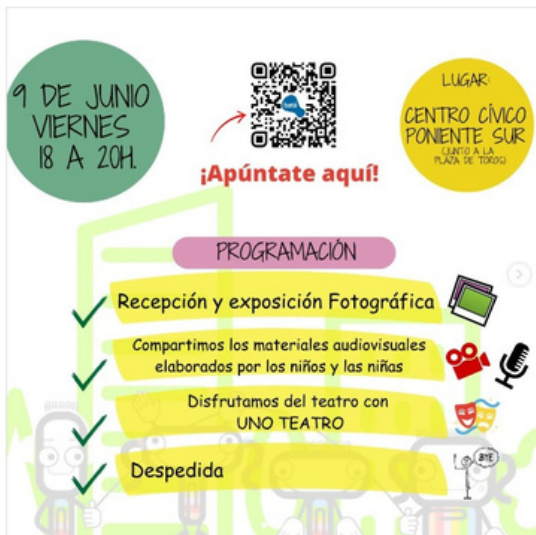 9 DE JUNIO
VIERNES
18 A 20H.
¡Apúntate aquí!
LUGAR:
CENTRO CÍVICO
PONIENTE SUR
(JUNTO A LA
PLAZA DE TOROS)
PROGRAMACIÓN
Recepción y exposición Fotográfica
Compartimos los materiales audiovisuales
elaborados por los niños y las niñas
Disfrutamos del teatro con
UNO TEATRO
Despedida
BYE